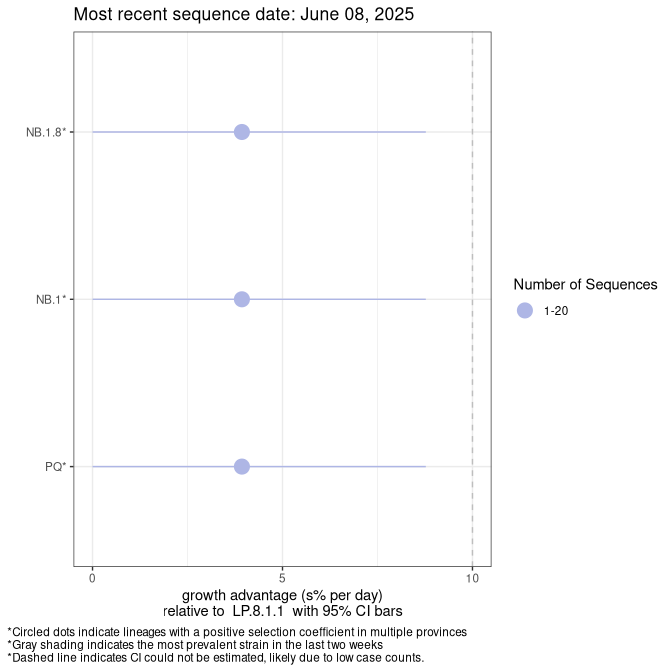 Most recent sequence date: June 08, 2025
NB.1.8*
NB.1*
PQ*
Number of Sequences
1-20
0 5 10
growth advantage (s% per day)
relative to LP.8.1.1 with 95% CI bars
*Circled dots indicate lineages with a positive selection coefficient in multiple provinces
*Gray shading indicates the most prevalent strain in the last two weeks
*Dashed line indicates CI could not be estimated, likely due to low case counts.